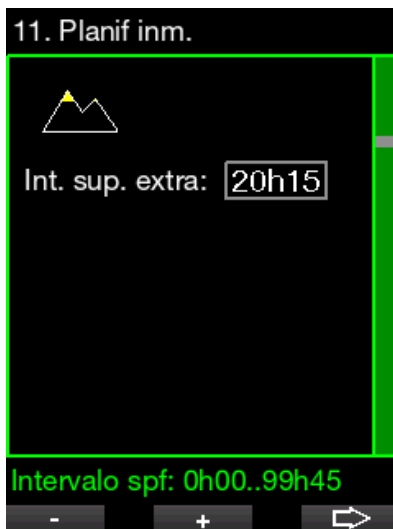 11. Planif inm.
Int. sup. extra: 20h15
Intervalo spf: 0h00..99h45
- +